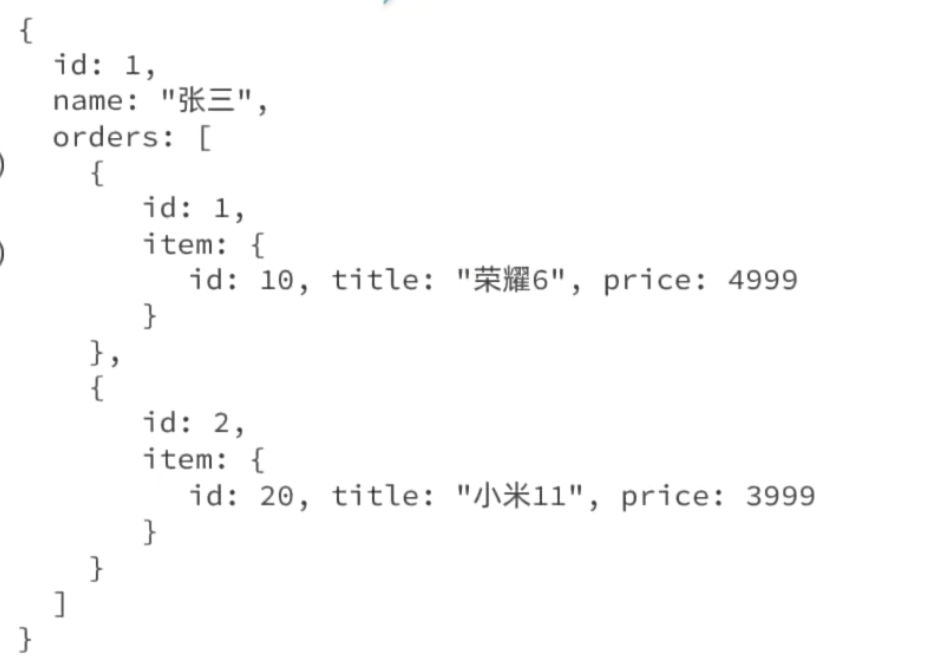 {
id: 1,
name: "张三",
orders: [
{
id: 1,
item: {
id: 10, title: "荣耀6", price: 4999
}
},
{
id: 2,
item: {
id: 20, title: "小米11", price: 3999
}
}
]
}